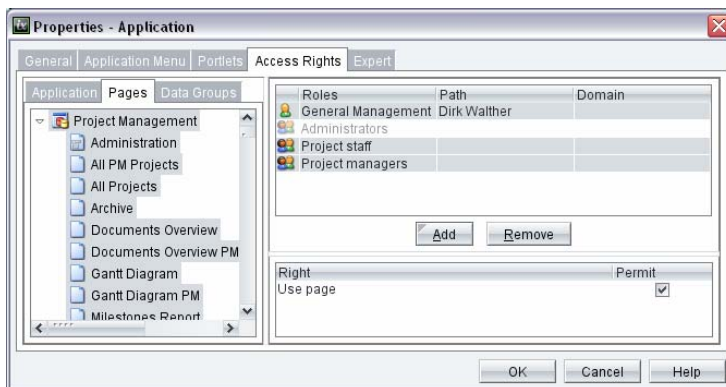 Properties - Application
General Application Menu Portlets Access Rights Expert
Application Pages Data Groups
Project Management
Administration
All PM Projects
All Projects
Archive
Documents Overview
Documents Overview PM
Gantt Diagram
Gantt Diagram PM
Milestones Report
Roles Path Domain
General Management Dirk Walther
Administrators
Project staff
Project managers
Add Remove
Right Permit
Use page
OK Cancel Help